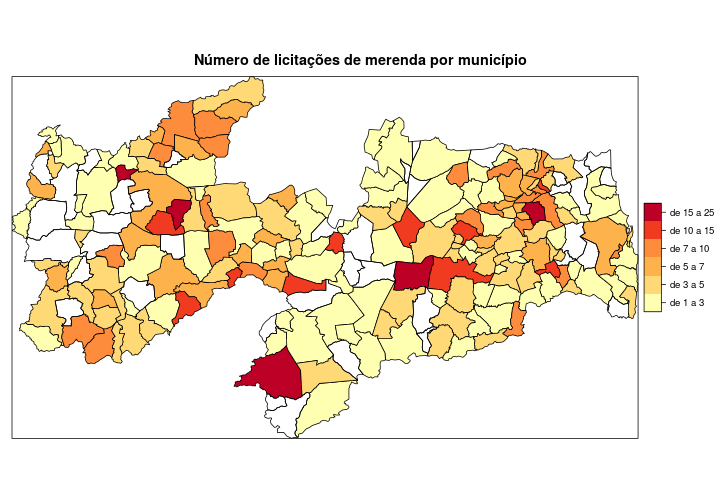 Número de licitações de merenda por município
de 15 a 25
de 10 a 15
de 7 a 10
de 5 a 7
de 3 a 5
de 1 a 3